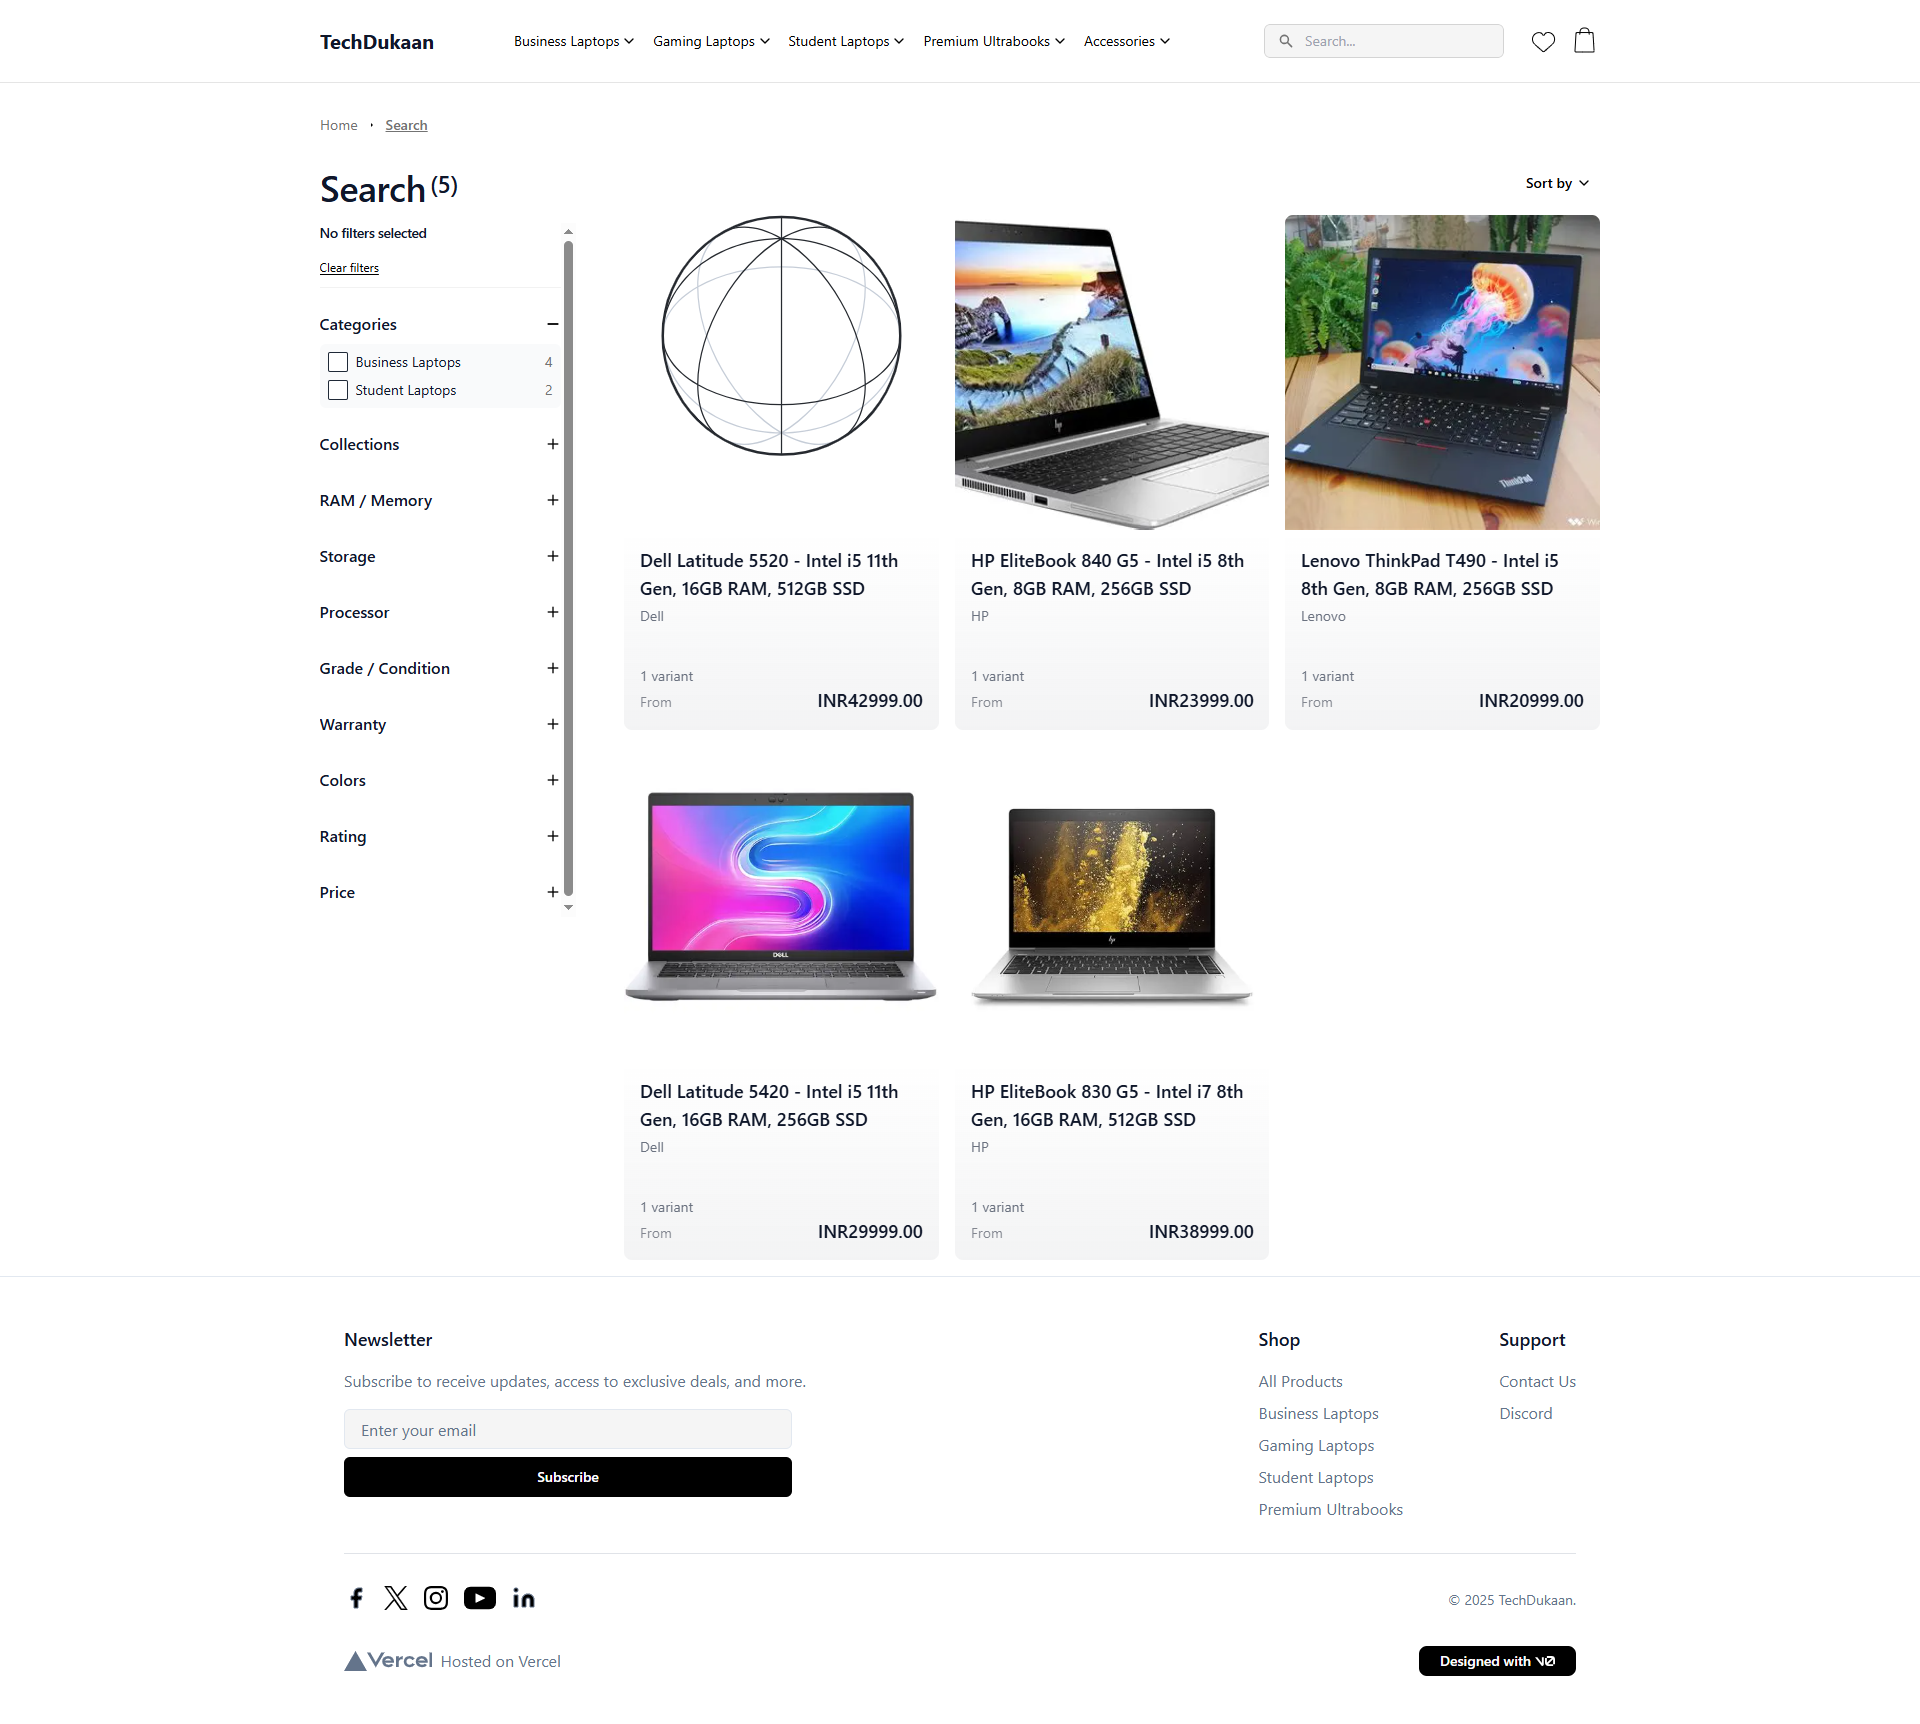 TechDukaan
Business Laptops
Gaming Laptops
Student Laptops
Premium Ultrabooks
Accessories
Search...
Home
Search
Search (5)
Sort by
No filters selected
Clear filters
Categories
Business Laptops 4
Student Laptops 2
Collections
RAM / Memory
Storage
Processor
Grade / Condition
Warranty
Colors
Rating
Price
Dell Latitude 5520 - Intel i5 11th
Gen, 16GB RAM, 512GB SSD
Dell
1 variant
From INR42999.00
HP EliteBook 840 G5 - Intel i5 8th
Gen, 8GB RAM, 256GB SSD
HP
1 variant
From INR23999.00
ThinkPad
Lenovo ThinkPad T490 - Intel i5
8th Gen, 8GB RAM, 256GB SSD
Lenovo
1 variant
From INR20999.00
DELL
Dell Latitude 5420 - Intel i5 11th
Gen, 16GB RAM, 256GB SSD
Dell
1 variant
From INR29999.00
hp
HP EliteBook 830 G5 - Intel i7 8th
Gen, 16GB RAM, 512GB SSD
HP
1 variant
From INR38999.00
Newsletter
Subscribe to receive updates, access to exclusive deals, and more.
Enter your email
Subscribe
Shop
All Products
Business Laptops
Gaming Laptops
Student Laptops
Premium Ultrabooks
Support
Contact Us
Discord
© 2025 TechDukaan.
Vercel Hosted on Vercel
Designed with v0